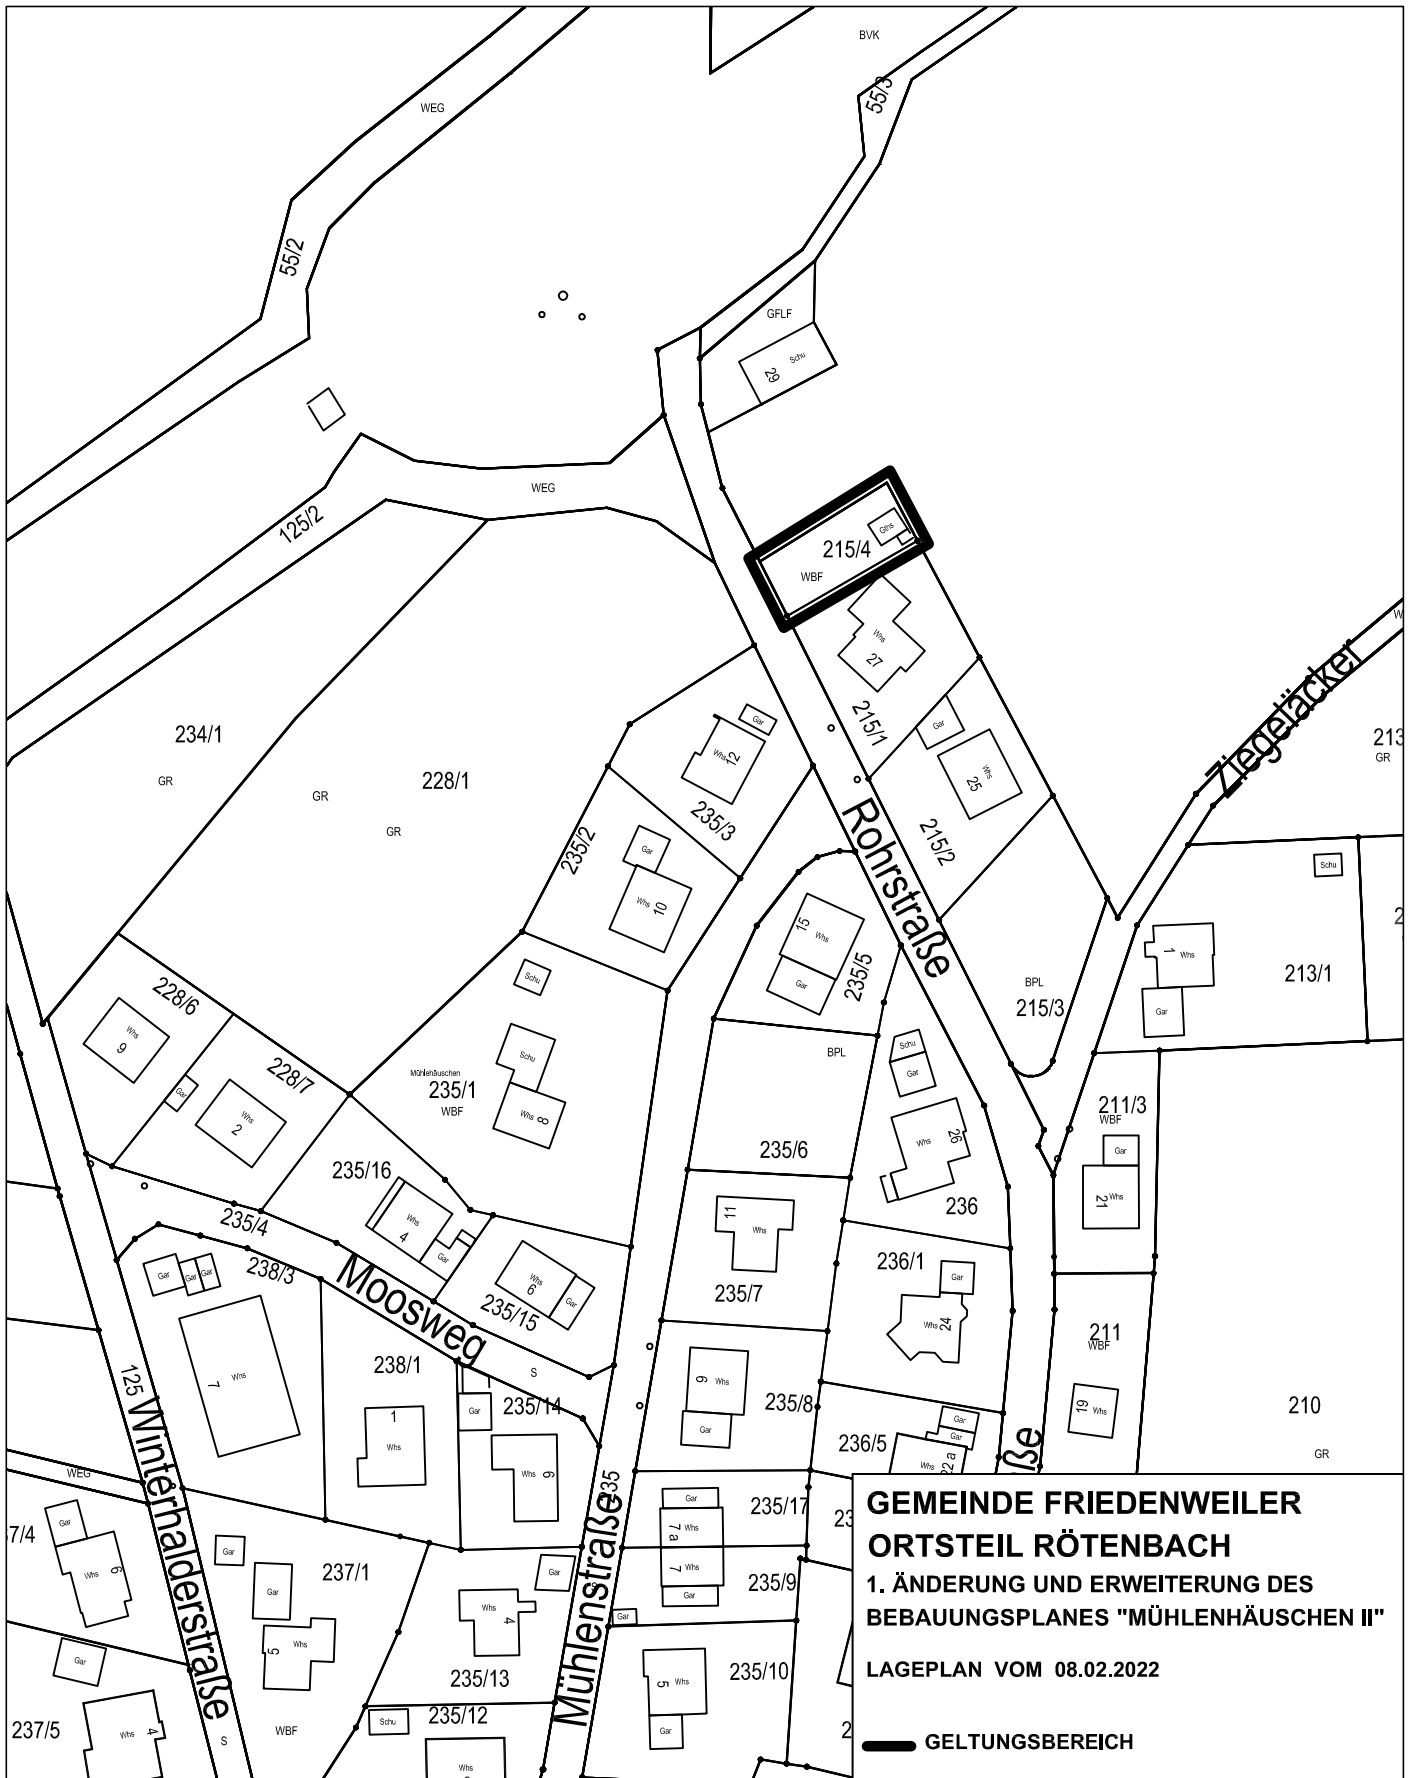 BVK
55/3
WEG
55/2
GFLF
Schu
29
WEG
125/2
Gths
215/4
WBF
Whs
27
215/1
Gar
Whs
25
215/2
Ziegeläcker
W
213
GR
234/1
GR
GR
228/1
GR
Gar
Whs
12
235/3
235/2
Gar
Whs
10
Rohrstraße
Schu
15
Whs
Gar
235/5
BPL
215/3
1
Whs
Gar
213/1
2
228/6
Whs
9
Schu
Schu
Mühlehäuschen
235/1
WBF
Whs
8
BPL
Schu
Gar
228/7
Gar
Whs
2
211/3
WBF
Gar
21
Whs
235/6
Whs
26
236
235/16
Whs
4
Gar
235/4
11
Whs
238/3
Gar
Gar
Gar
Moosweg
Whs
6
Gar
235/15
235/7
236/1
Gar
Whs
24
211
WBF
238/1
S
7
Whs
125
Winterhalderstraße
1
Whs
Gar
235/14
Whs
6
9
Whs
Gar
235/8
236/5
Gar
Gar
Whs
22 a
19
Whs
210
GR
aße
WEG
7/4
Gar
Whs
6
Gar
Gar
237/1
5
Whs
235
Mühlenstraße
Gar
7 a
Whs
7
Whs
Gar
235/17
23
235/9
Gar
Gar
Whs
4
235/13
Gar
237/5
Whs
4
S
WBF
Schu
235/12
Whs
5
Whs
Gar
235/10
2
GEMEINDE FRIEDENWEILER
ORTSTEIL RÖTENBACH
1. ÄNDERUNG UND ERWEITERUNG DES
BEBAUUNGSPLANES "MÜHLENHÄUSCHEN II"
LAGEPLAN VOM 08.02.2022
GELTUNGSBEREICH